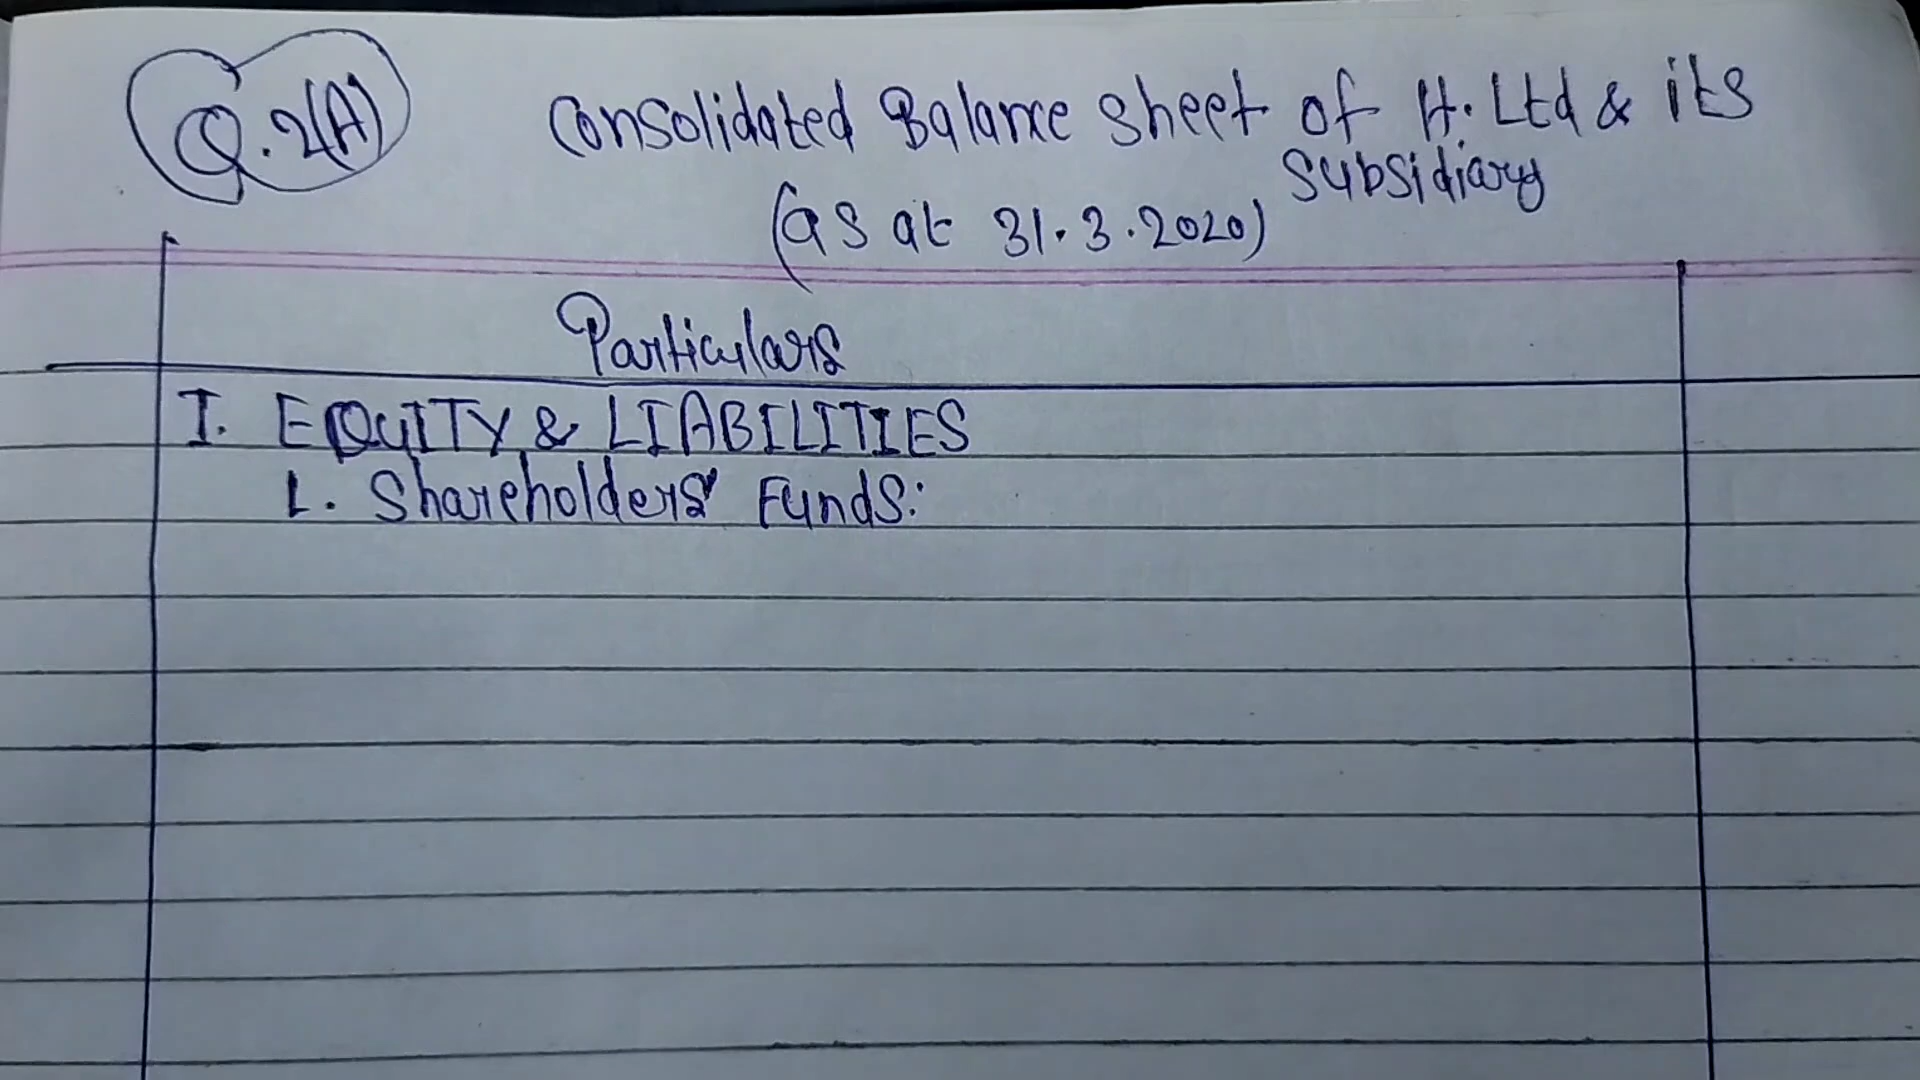 Q.2(A)
Consolidated Balance Sheet of H. Ltd & its
Subsidiary
(as at 31.3.2020)
Particulars
I. EQUITY & LIABILITIES
1. Shareholders' Funds: